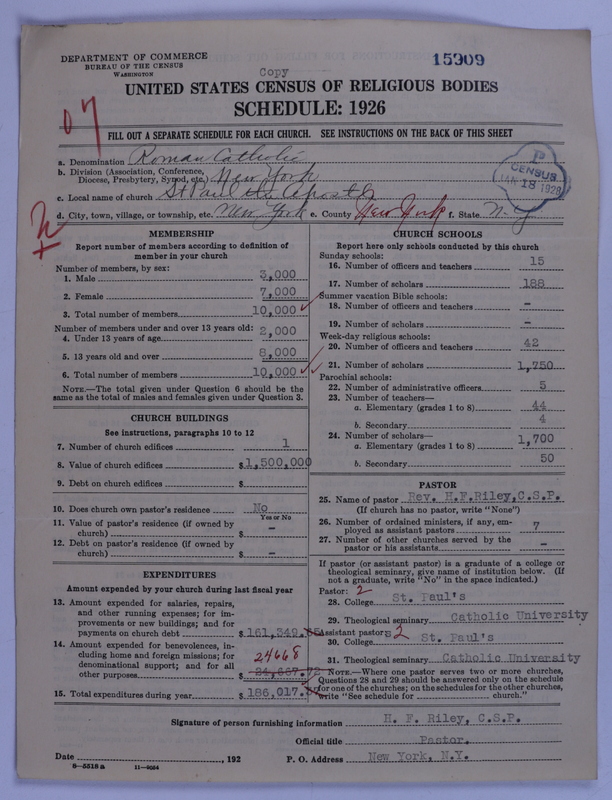 DEPARTMENT OF COMMERCE
BUREAU OF THE CENSUS
WASHINGTON
Copy
15909
UNITED STATES CENSUS OF RELIGIOUS BODIES
SCHEDULE: 1926
07
FILL OUT A SEPARATE SCHEDULE FOR EACH CHURCH. SEE INSTRUCTIONS ON THE BACK OF THIS SHEET
P
CENSUS
JAN 18 1928
a. Denomination Roman Catholic
b. Division (Association, Conference, Diocese, Presbytery, Synod, etc.) New York
c. Local name of church St Paul the Apostle
d. City, town, village, or township, etc. New York e. County New York f. State N-Y
MEMBERSHIP
Report number of members according to definition of
member in your church
Number of members, by sex:
1. Male 3,000
2. Female 7,000
3. Total number of members 10,000
Number of members under and over 13 years old:
4. Under 13 years of age 2,000
5. 13 years old and over 8,000
6. Total number of members 10,000
NOTE.—The total given under Question 6 should be the
same as the total of males and females given under Question 3.
CHURCH BUILDINGS
See instructions, paragraphs 10 to 12
7. Number of church edifices 1
8. Value of church edifices $1,500,000
9. Debt on church edifices $
10. Does church own pastor's residence No
Yes or No
11. Value of pastor's residence (if owned by
church) $ -
12. Debt on pastor's residence (if owned by
church) $ -
EXPENDITURES
Amount expended by your church during last fiscal year
13. Amount expended for salaries, repairs,
and other running expenses; for im-
provements or new buildings; and for
payments on church debt $161,349.
14. Amount expended for benevolences, in-
cluding home and foreign missions; for
denominational support; and for all
other purposes $ 24,667.72
24668
15. Total expenditures during year $186,017.
CHURCH SCHOOLS
Report here only schools conducted by this church
Sunday schools:
16. Number of officers and teachers 15
17. Number of scholars 188
Summer vacation Bible schools:
18. Number of officers and teachers -
19. Number of scholars -
Week-day religious schools:
20. Number of officers and teachers 42
21. Number of scholars 1,750
Parochial schools:
22. Number of administrative officers 5
23. Number of teachers—
a. Elementary (grades 1 to 8) 44
b. Secondary 4
24. Number of scholars—
a. Elementary (grades 1 to 8) 1,700
b. Secondary 50
PASTOR
25. Name of pastor Rev. H.F.Riley,C.S.P.
(If church has no pastor, write "None")
26. Number of ordained ministers, if any, em-
ployed as assistant pastors 7
27. Number of other churches served by the
pastor or his assistants -
If pastor (or assistant pastor) is a graduate of a college or
theological seminary, give name of institution below. (If
not a graduate, write "No" in the space indicated.)
Pastor: 2
28. College St. Paul's
29. Theological seminary Catholic University
Assistant pastors 2
30. College St. Paul's
31. Theological seminary Catholic University
NOTE.—Where one pastor serves two or more churches,
Questions 28 and 29 should be answered only on the schedule
for one of the churches; on the schedules for the other churches,
write "See schedule for church."
Signature of person furnishing information H. F. Riley, C.S.P.
Official title Pastor.
Date , 192
P. O. Address New York, N.Y.
8—5518 a 11—9024